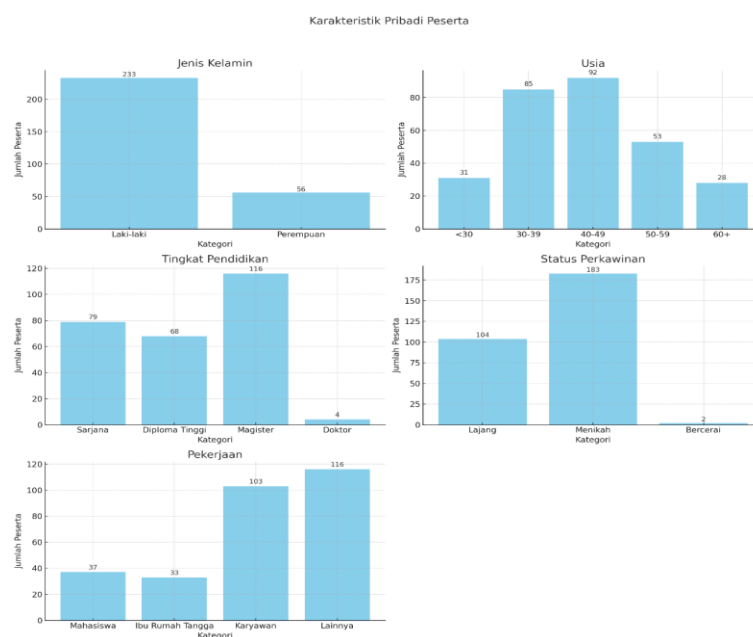 Karakteristik Pribadi Peserta
Jenis Kelamin
Jumlah Peserta
200
150
100
50
0
233
56
Laki-laki
Perempuan
Kategori
Usia
Jumlah Peserta
80
60
40
20
0
31
85
92
53
28
<30
30-39
40-49
50-59
60+
Kategori
Tingkat Pendidikan
Jumlah Peserta
120
100
80
60
40
20
0
79
68
116
4
Sarjana
Diploma Tinggi
Magister
Doktor
Kategori
Status Perkawinan
Jumlah Peserta
175
150
125
100
75
50
25
0
104
183
2
Lajang
Menikah
Bercerai
Kategori
Pekerjaan
Jumlah Peserta
120
100
80
60
40
20
0
37
33
103
116
Mahasiswa
Ibu Rumah Tangga
Karyawan
Lainnya
Kategori